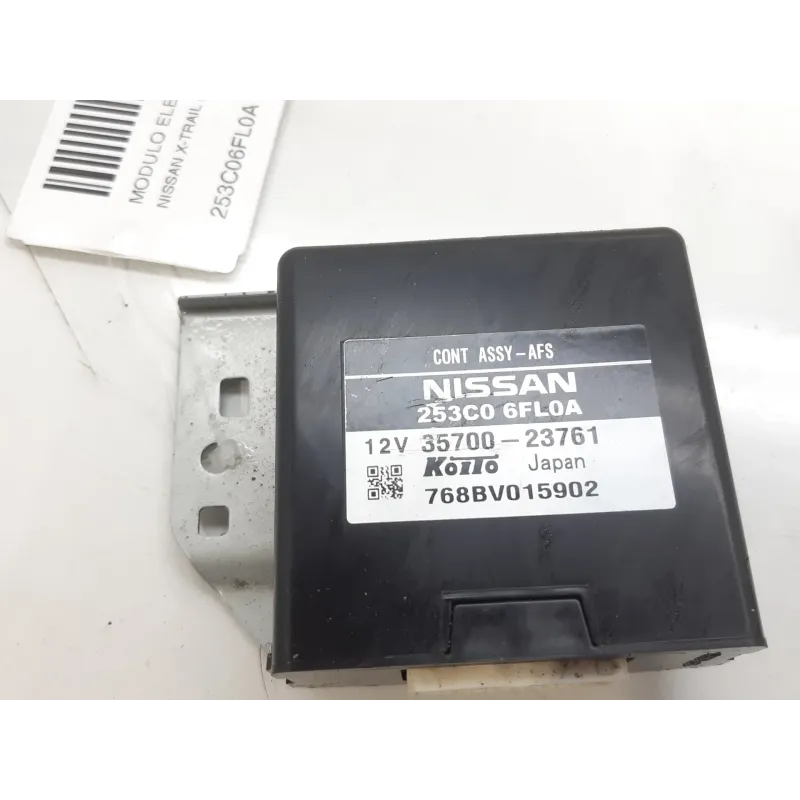 MODULO ELE
NISSAN X-TRAIL
253C06FL0A
CONT ASSY-AFS
NISSAN
253C0 6FL0A
12V 35700-23761
KOITO Japan
768BV015902